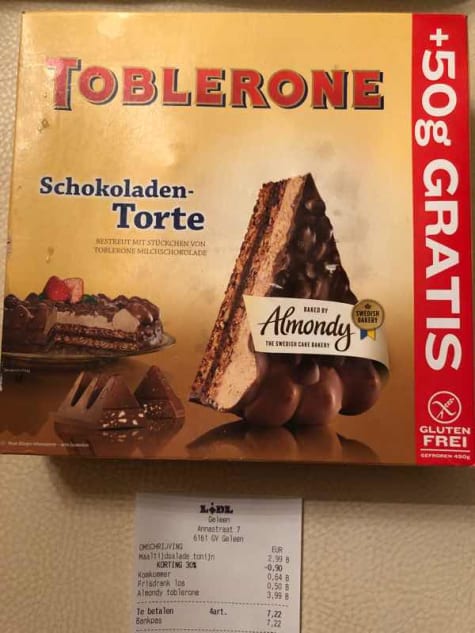 TOBLERONE
Schokoladen-
Torte
BESTREUT MIT STÜCKCHEN VON
TOBLERONE MILCHSCHOKOLADE
BAKED BY
Almondy
THE SWEDISH CAKE BAKERY
SWEDISH
BAKERY
+50g GRATIS
GLUTEN
FREI
GEFROREN 450g
LIDL
Geleen
Annastraat 7
6161 GV Geleen
OMSCHRIJVING EUR
Maaltijdsalade tonijn 2,99 B
KORTING 30% -0,90
Komkommer 0,64 B
Frisdrank los 0,50 B
Almondy toblerone 3,99 B
Te betalen 4art. 7,22
Bankpas 7,22